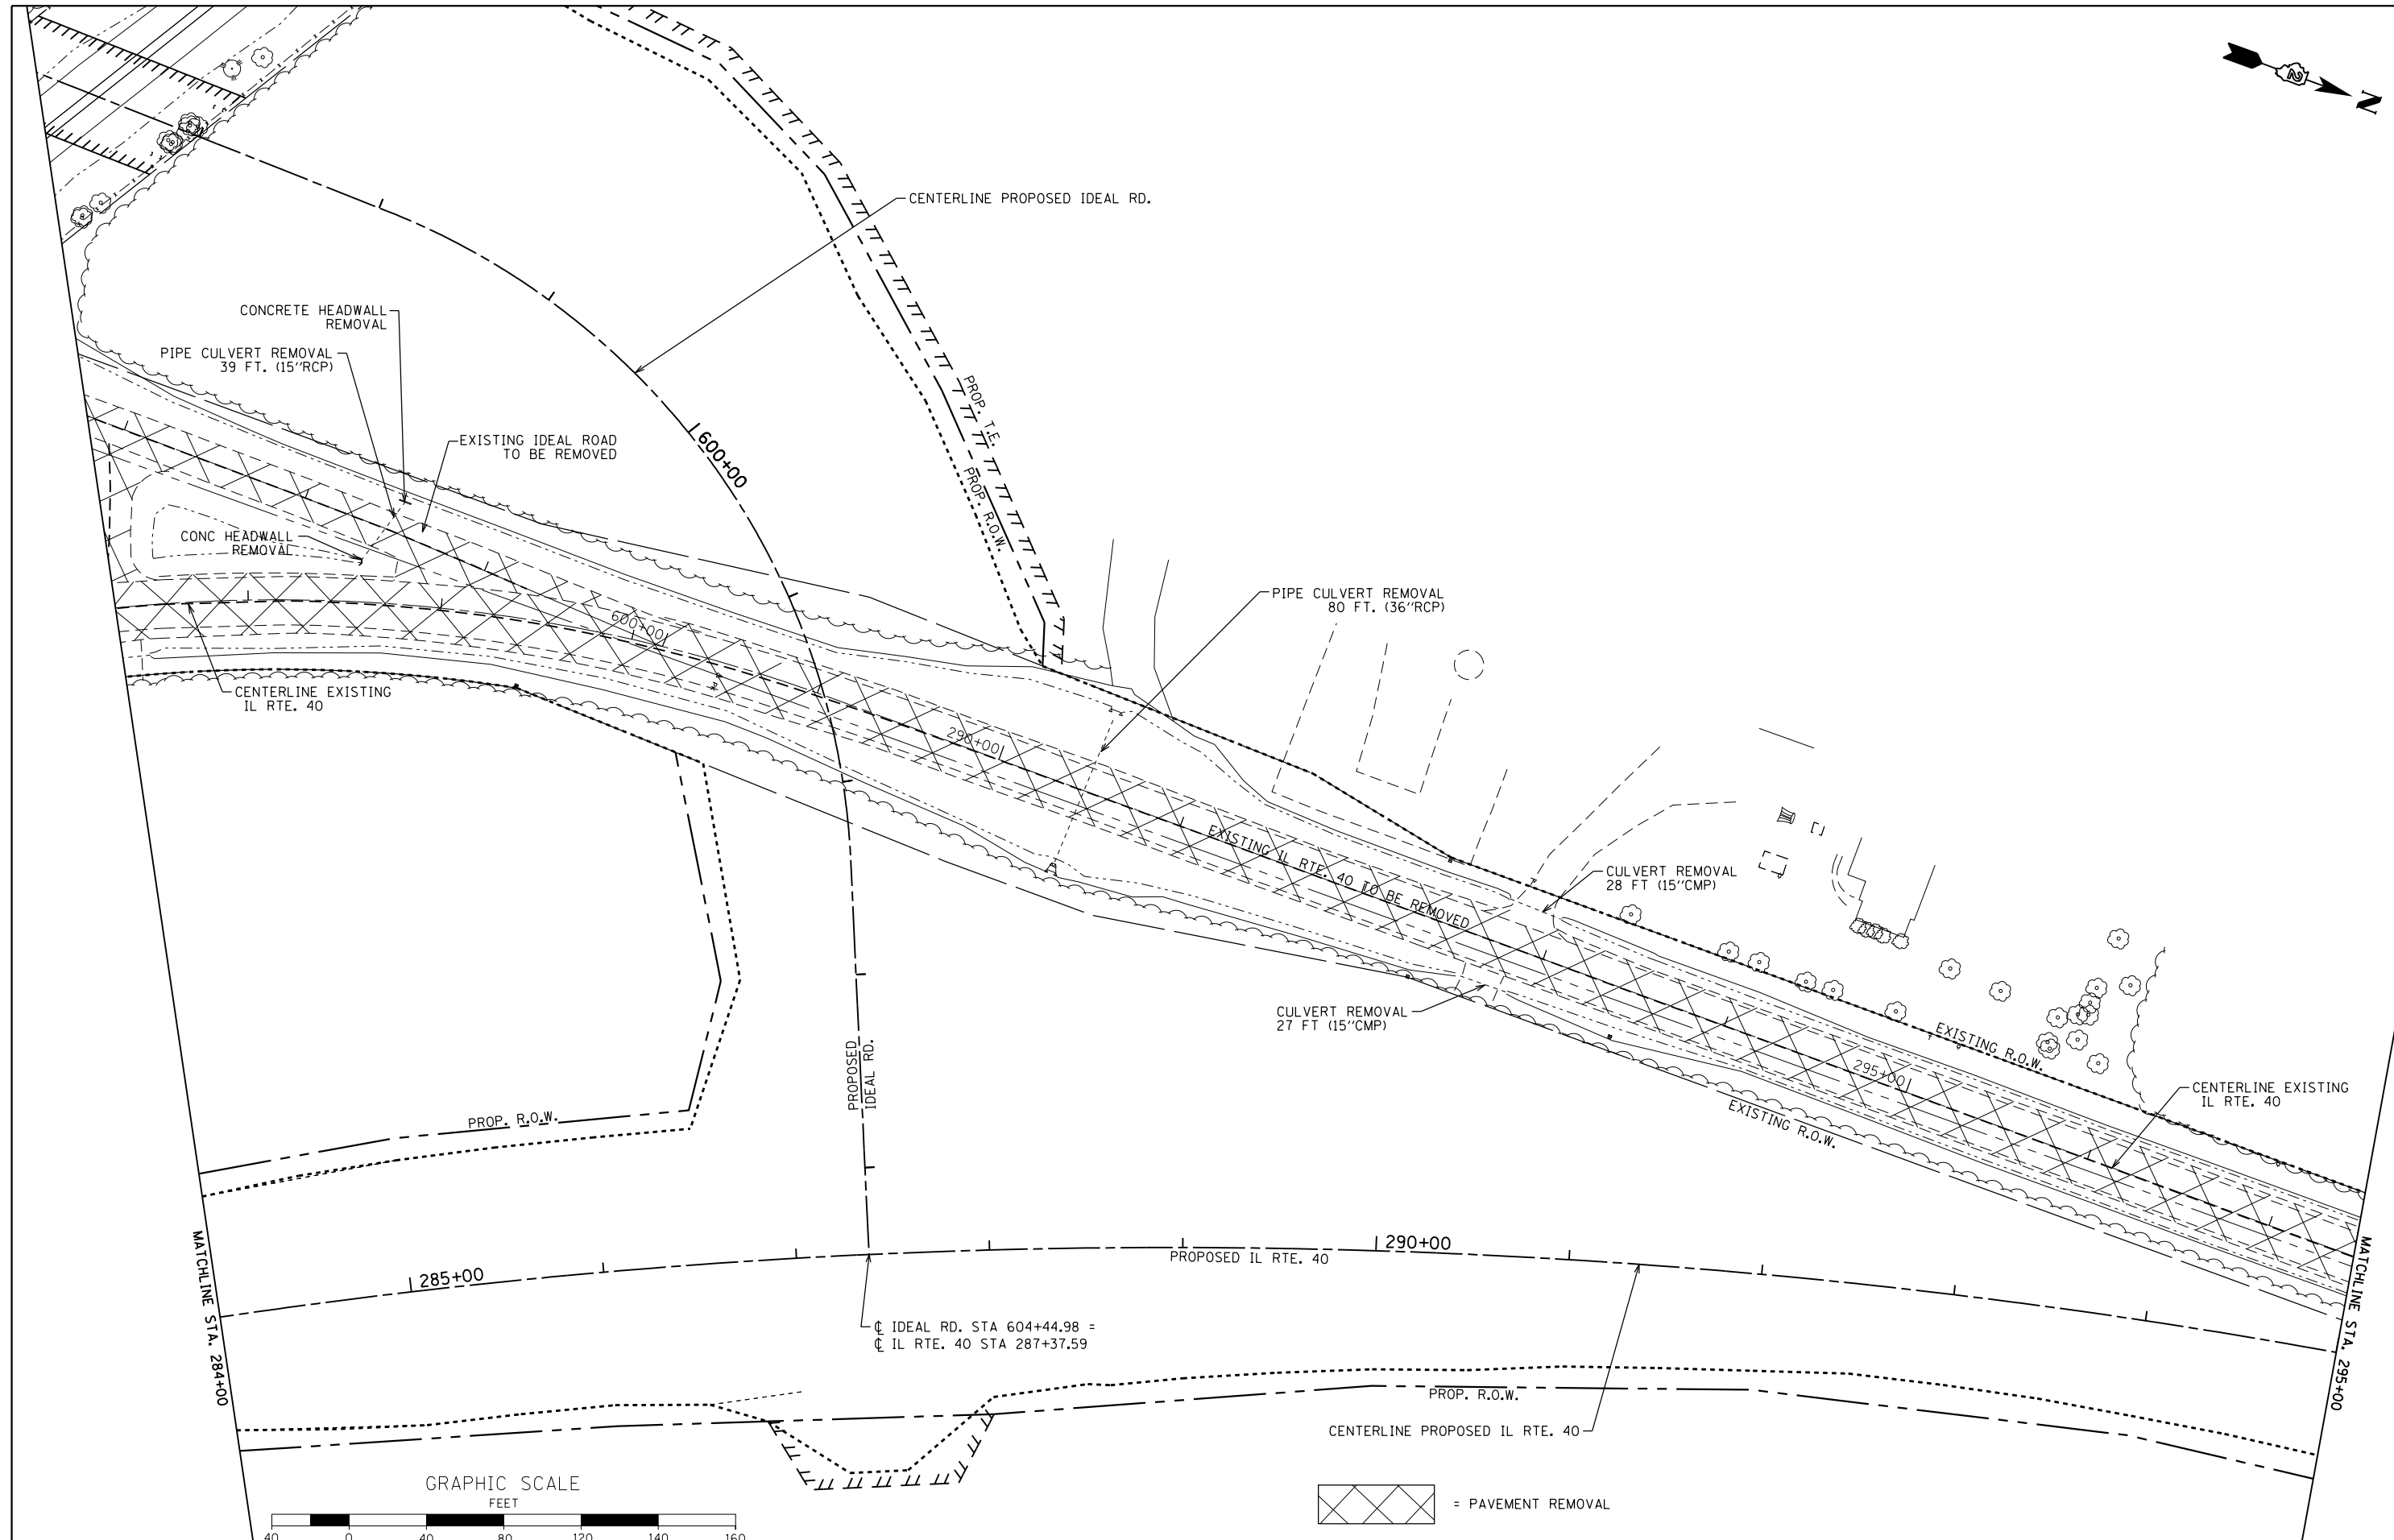 N
CENTERLINE PROPOSED IDEAL RD.
CONCRETE HEADWALL
REMOVAL
PIPE CULVERT REMOVAL
39 FT. (15"RCP)
EXISTING IDEAL ROAD
TO BE REMOVED
600+00
PROP. T.E.
PROP. R.O.W.
CONC HEADWALL
REMOVAL
PIPE CULVERT REMOVAL
80 FT. (36"RCP)
600+00
CENTERLINE EXISTING
IL RTE. 40
290+00
EXISTING IL RTE. 40 TO BE REMOVED
CULVERT REMOVAL
28 FT (15"CMP)
CULVERT REMOVAL
27 FT (15"CMP)
EXISTING R.O.W.
295+00
CENTERLINE EXISTING
IL RTE. 40
EXISTING R.O.W.
PROPOSED
IDEAL RD.
PROP. R.O.W.
MATCHLINE STA. 284+00
285+00
290+00
PROPOSED IL RTE. 40
MATCHLINE STA. 295+00
℄ IDEAL RD. STA 604+44.98 =
℄ IL RTE. 40 STA 287+37.59
PROP. R.O.W.
CENTERLINE PROPOSED IL RTE. 40
GRAPHIC SCALE
FEET
40 0 40 80 120 140 160
= PAVEMENT REMOVAL